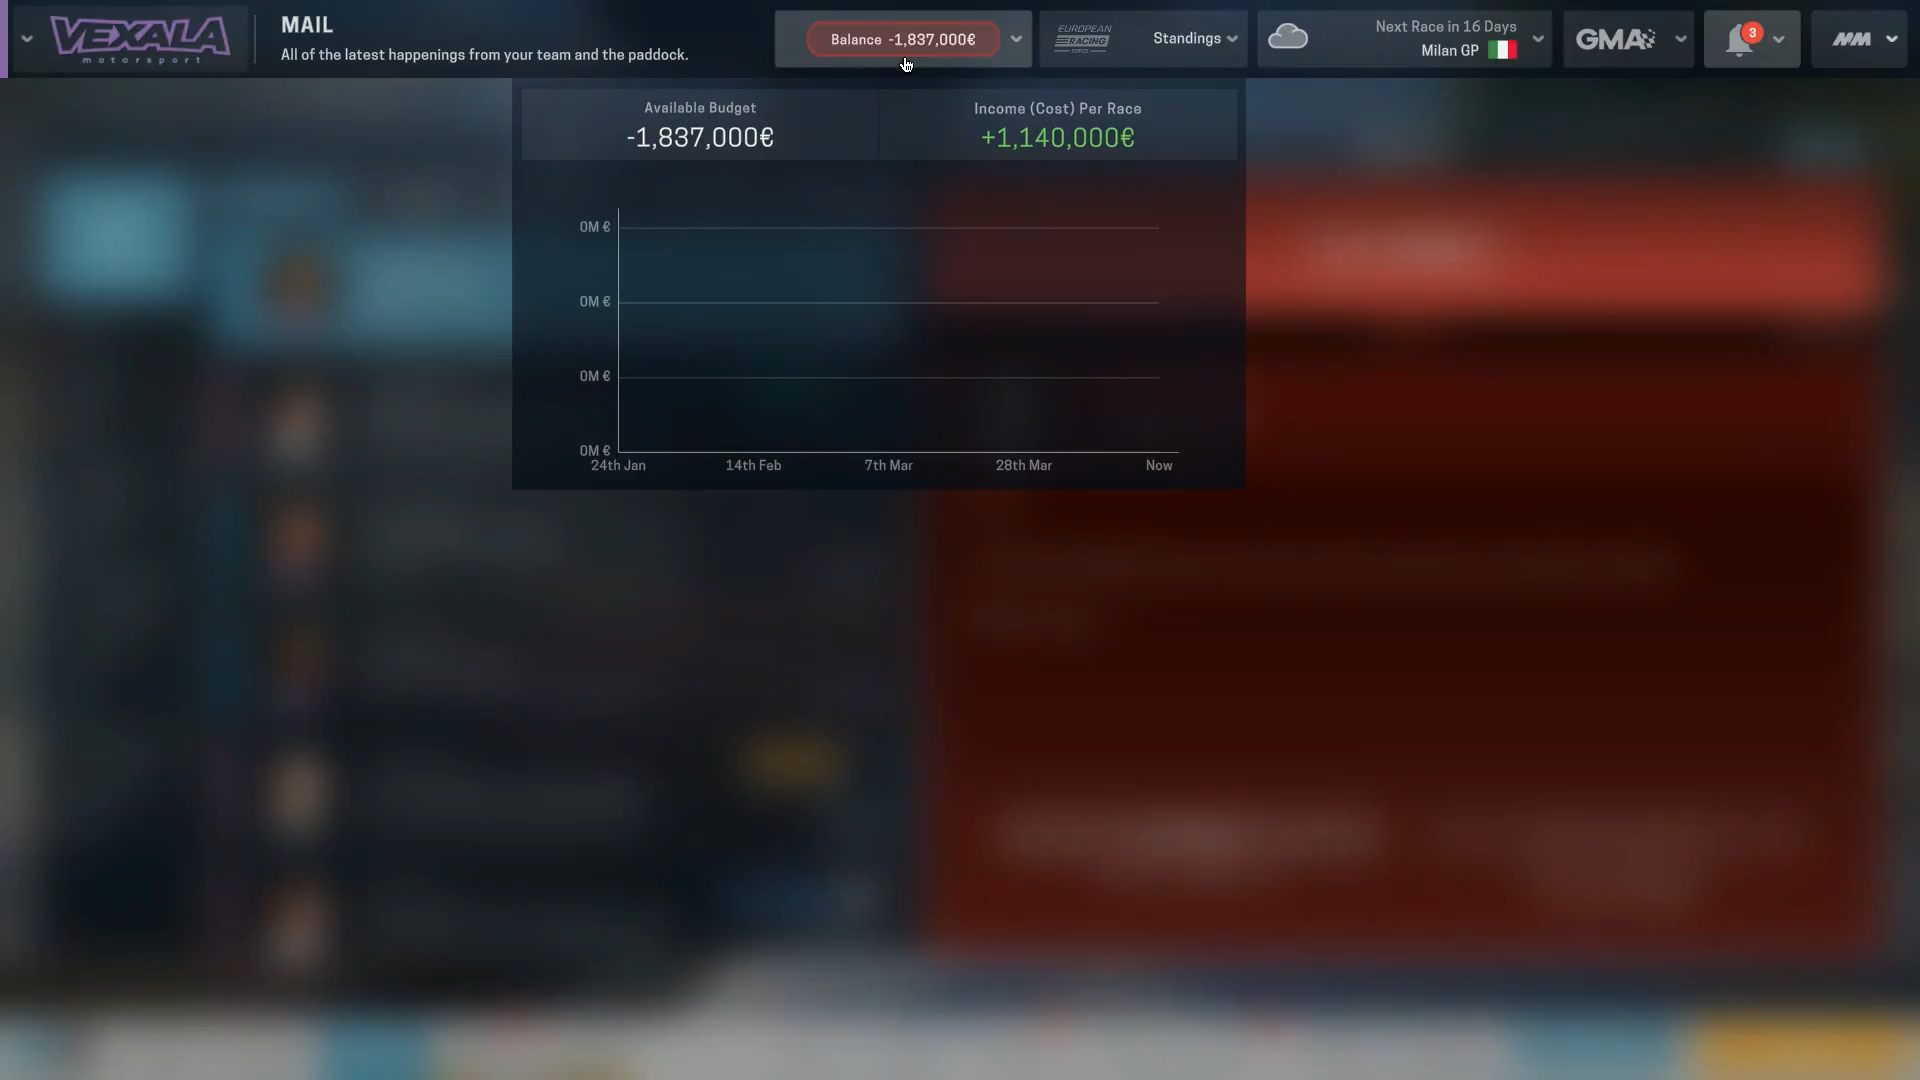 VEXALA
motorsport
MAIL
All of the latest happenings from your team and the paddock.
Balance -1,837,000€
EUROPEAN
RACING
SERIES
Standings
Next Race in 16 Days
Milan GP
GMA
3
MM
Available Budget
-1,837,000€
Income (Cost) Per Race
+1,140,000€
0M €
0M €
0M €
0M €
24th Jan
14th Feb
7th Mar
28th Mar
Now